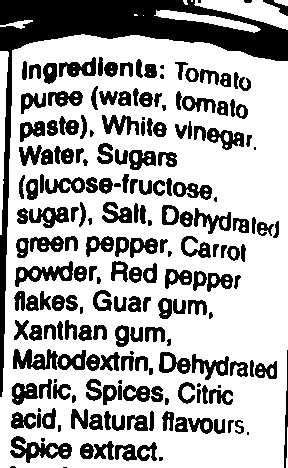 Ingredients: Tomato
puree (water, tomato
paste), White vinegar.
Water, Sugars
(glucose-fructose,
sugar), Salt, Dehydrated
green pepper, Carrot
powder, Red pepper
flakes, Guar gum,
Xanthan gum,
Maltodextrin, Dehydrated
garlic, Spices, Citric
acid, Natural flavours.
Spice extract.